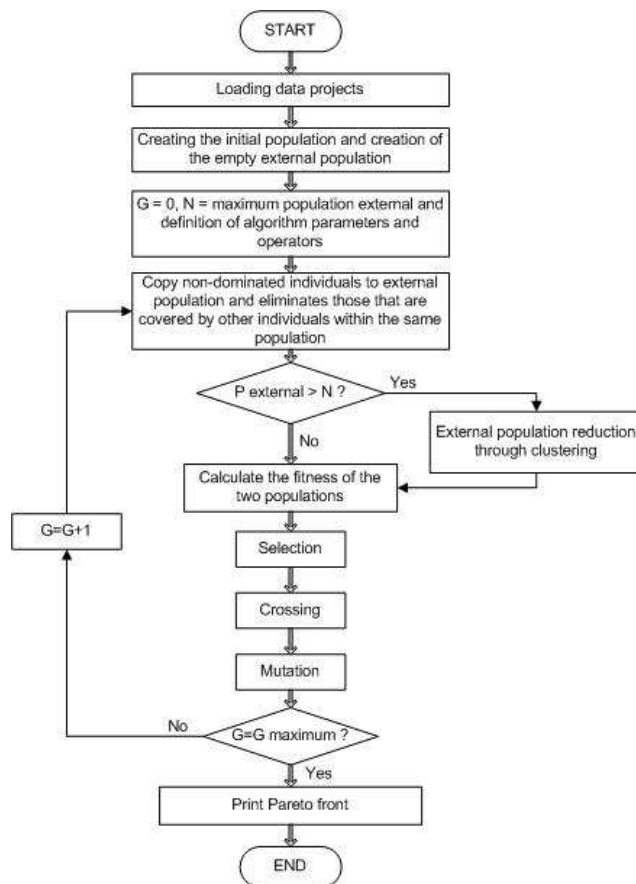 START
Loading data projects
Creating the initial population and creation of
the empty external population
G = 0, N = maximum population external and
definition of algorithm parameters and
operators
Copy non-dominated individuals to external
population and eliminates those that are
covered by other individuals within the same
population
P external > N ?
Yes
No
External population reduction
through clustering
Calculate the fitness of the
two populations
G=G+1
Selection
Crossing
Mutation
No
G=G maximum ?
Yes
Print Pareto front
END